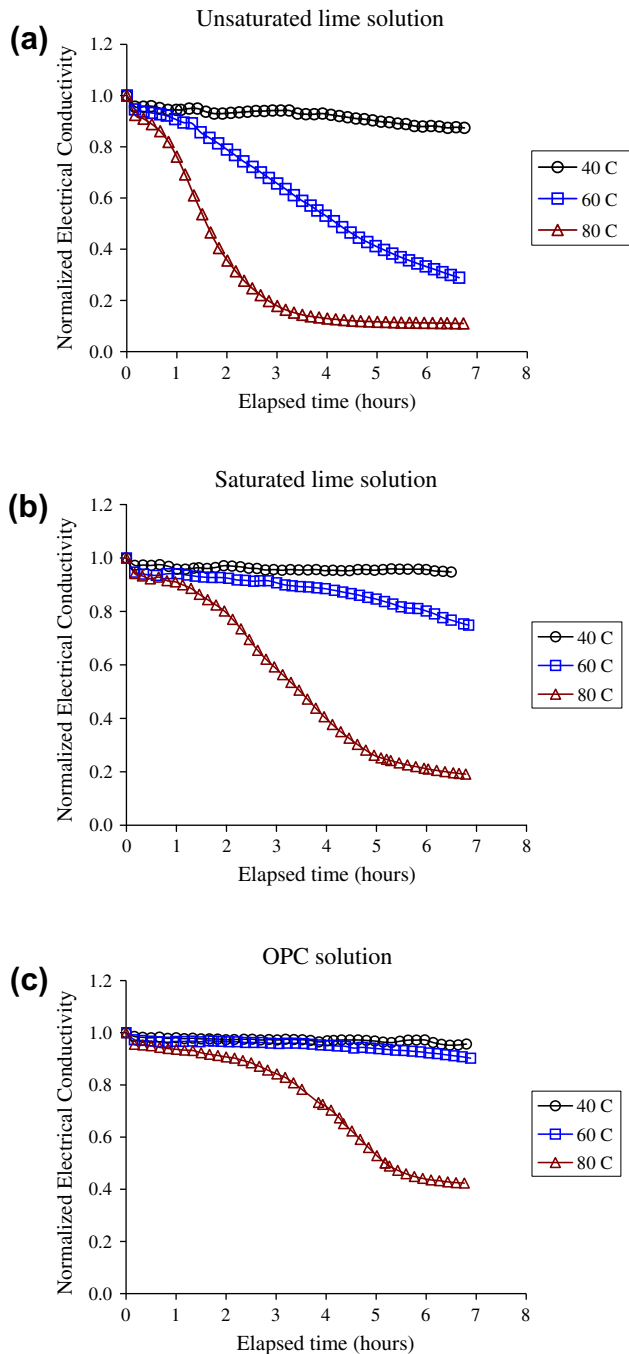 (a)
Unsaturated lime solution
Normalized Electrical Conductivity
1.2
1.0
0.8
0.6
0.4
0.2
0.0
0 1 2 3 4 5 6 7 8
Elapsed time (hours)
40 C
60 C
80 C
(b)
Saturated lime solution
Normalized Electrical Conductivity
1.2
1.0
0.8
0.6
0.4
0.2
0.0
0 1 2 3 4 5 6 7 8
Elapsed time (hours)
40 C
60 C
80 C
(c)
OPC solution
Normalized Electrical Conductivity
1.2
1.0
0.8
0.6
0.4
0.2
0.0
0 1 2 3 4 5 6 7 8
Elapsed time (hours)
40 C
60 C
80 C